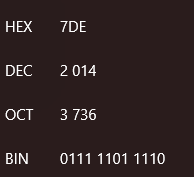 HEX 7DE
DEC 2 014
OCT 3 736
BIN 0111 1101 1110